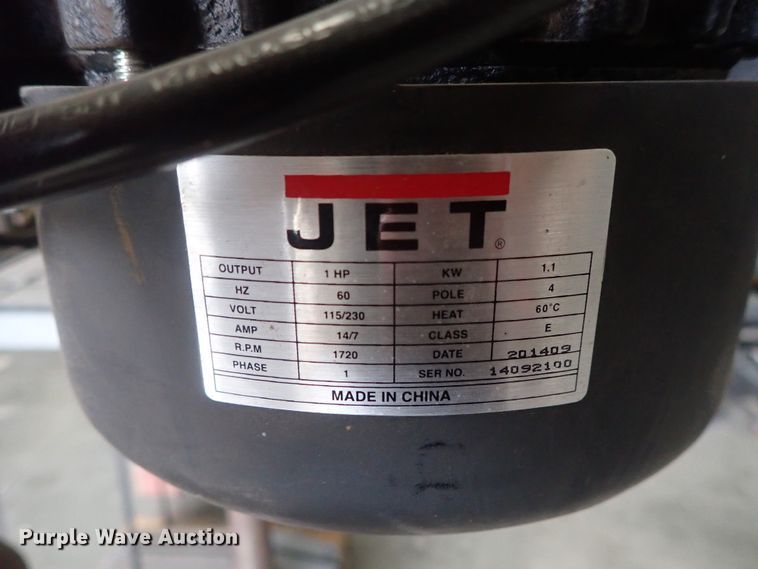 JET®
OUTPUT 1 HP KW 1.1
HZ 60 POLE 4
VOLT 115/230 HEAT 60°C
AMP 14/7 CLASS E
R.P.M 1720 DATE 201409
PHASE 1 SER NO. 14092100
MADE IN CHINA
Purple Wave Auction